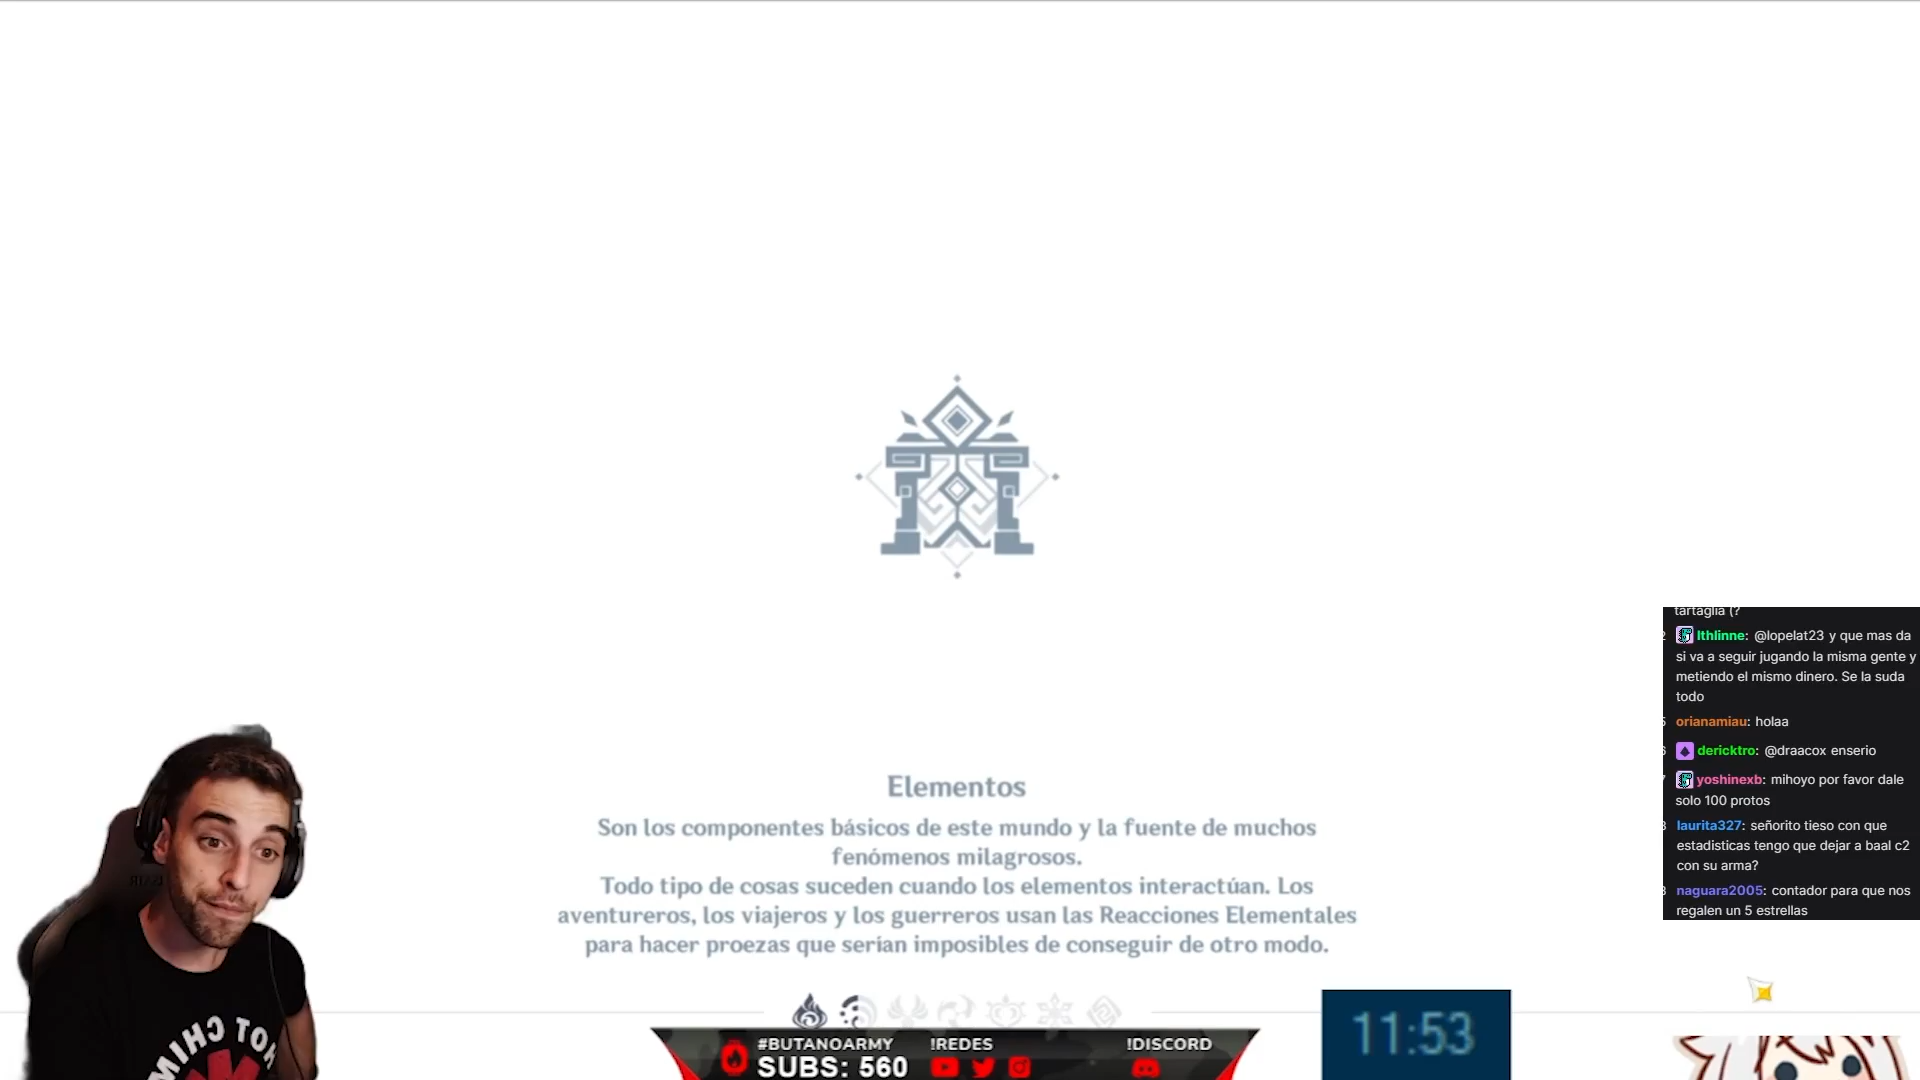 tartaglia (?
lthlinne: @lopelat23 y que mas da
si va a seguir jugando la misma gente y
metiendo el mismo dinero. Se la suda
todo
orianamiau: holaa
dericktro: @draacox enserio
yoshinexb: mihoyo por favor dale
solo 100 protos
laurita327: señorito tieso con que
estadisticas tengo que dejar a baal c2
con su arma?
naguara2005: contador para que nos
regalen un 5 estrellas
Elementos
Son los componentes básicos de este mundo y la fuente de muchos
fenómenos milagrosos.
Todo tipo de cosas suceden cuando los elementos interactúan. Los
aventureros, los viajeros y los guerreros usan las Reacciones Elementales
para hacer proezas que serían imposibles de conseguir de otro modo.
#BUTANOARMY !REDES !DISCORD
SUBS: 560
11:53
HOT CHIM